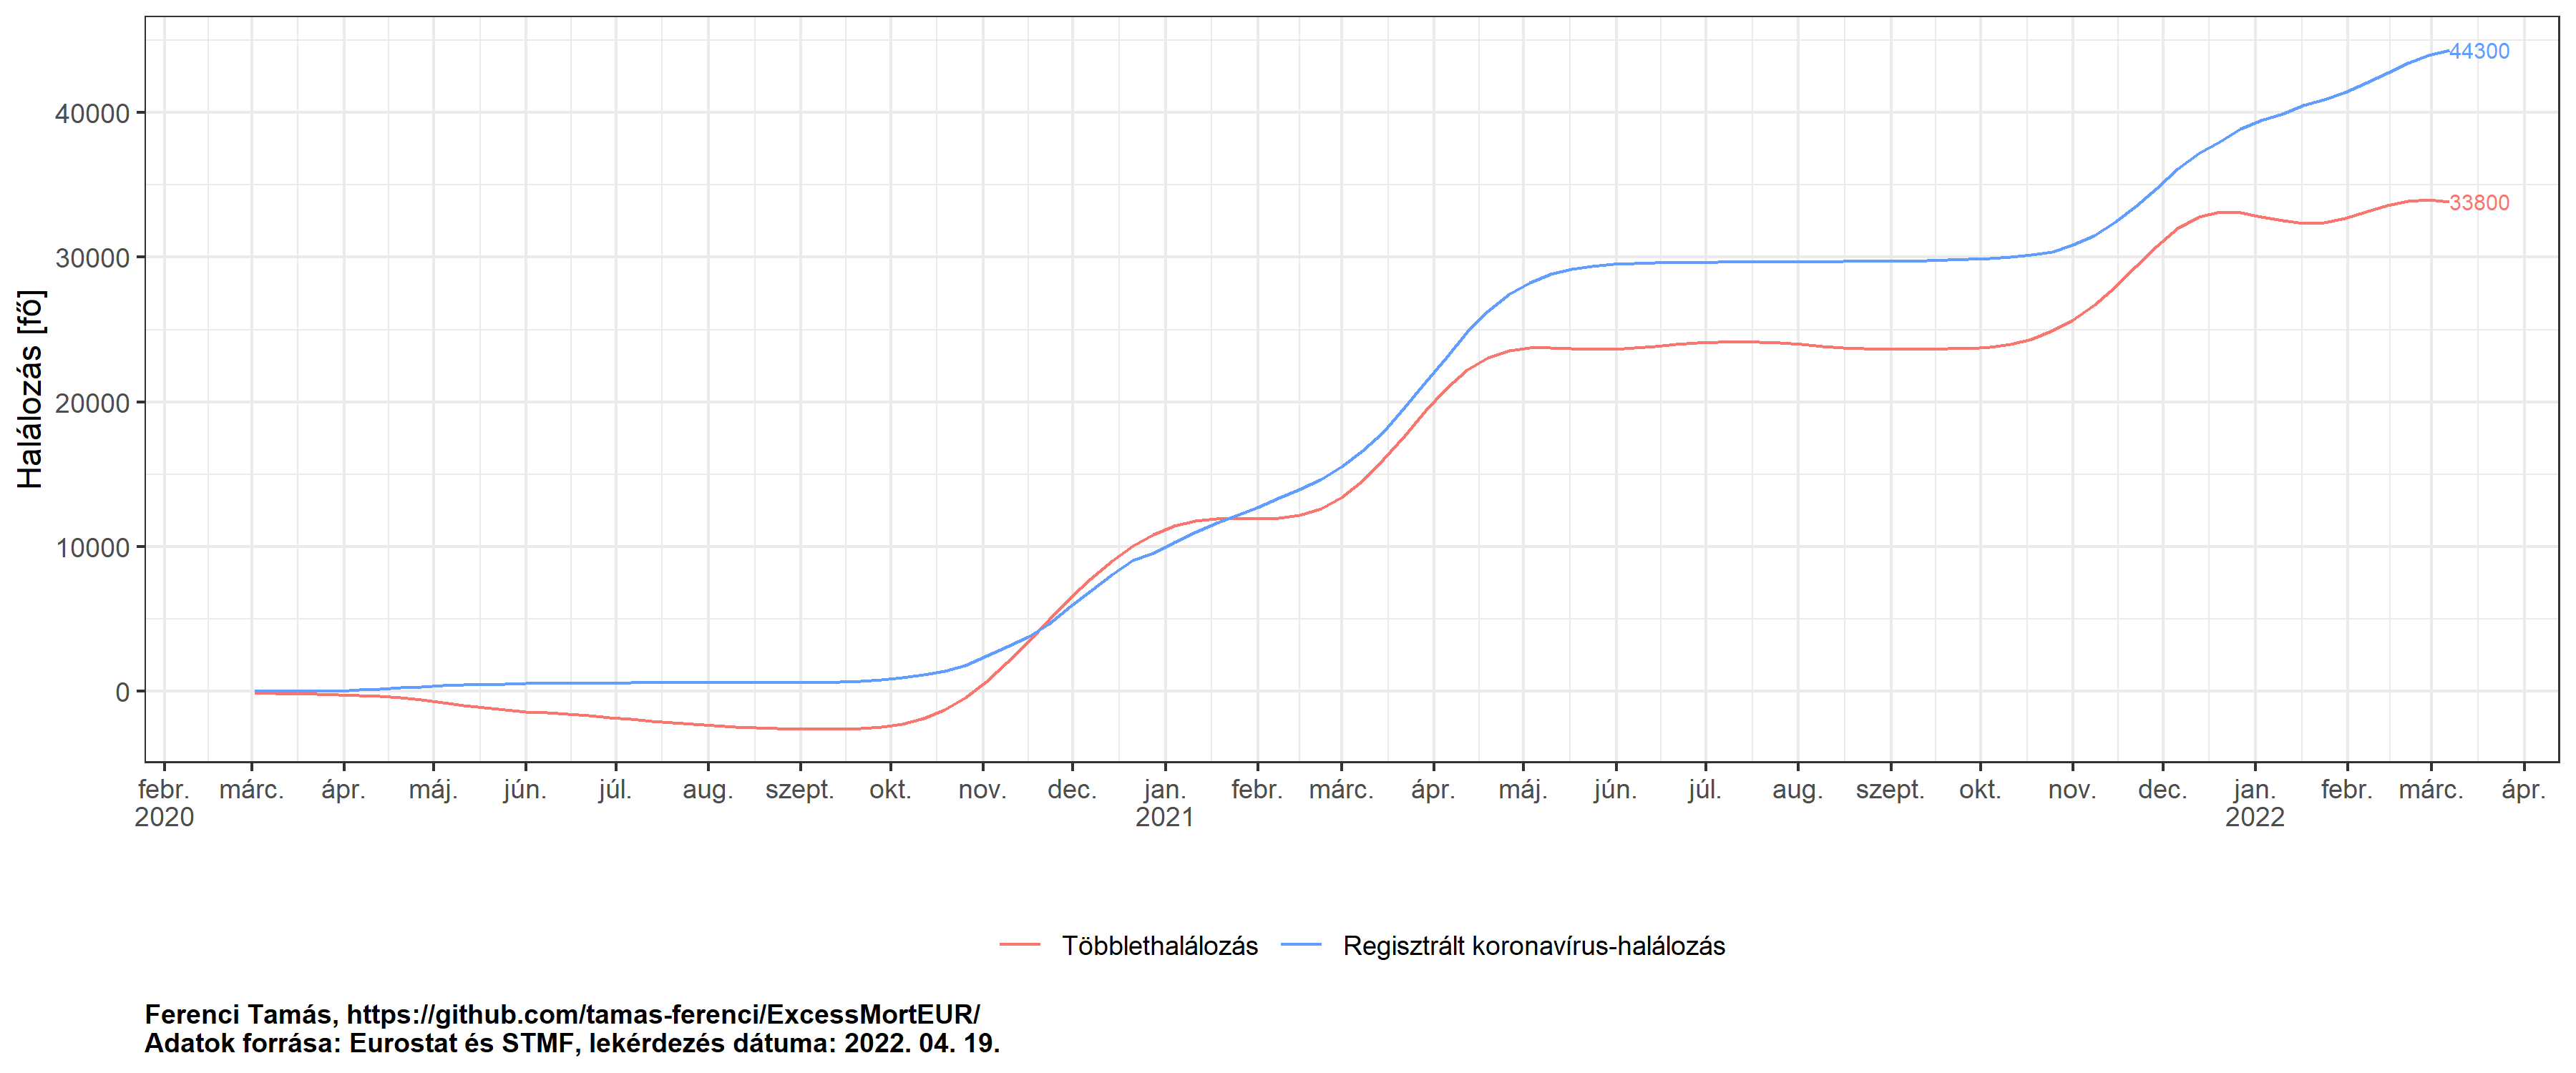 44300
40000
33800
30000
20000
10000
0
Halálozás [fő]
febr. márc. ápr. máj. jún. júl. aug. szept. okt. nov. dec. jan. febr. márc. ápr. máj. jún. júl. aug. szept. okt. nov. dec. jan. febr. márc. ápr.
2020 2021 2022
Többlethalálozás Regisztrált koronavírus-halálozás
Ferenci Tamás, https://github.com/tamas-ferenci/ExcessMortEUR/
Adatok forrása: Eurostat és STMF, lekérdezés dátuma: 2022. 04. 19.